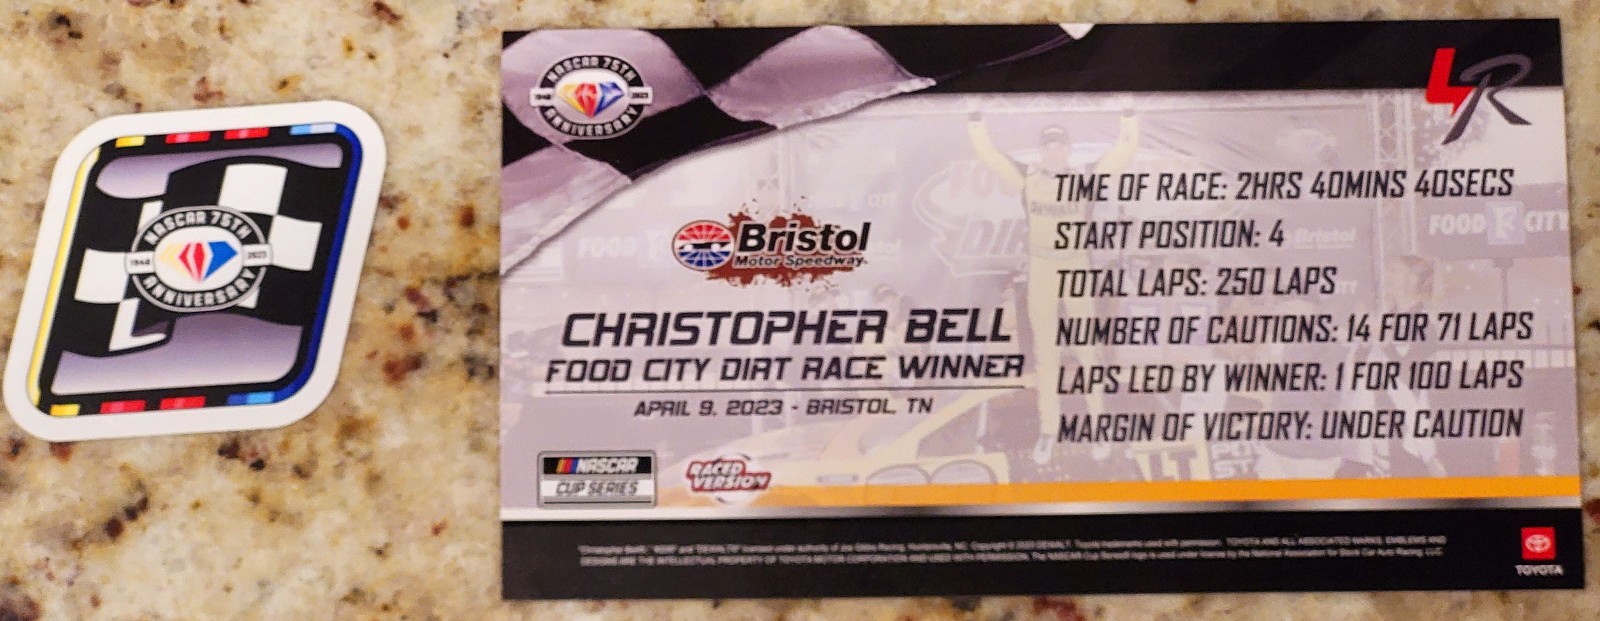 NASCAR 75TH
1948 2023
ANNIVERSARY
NASCAR 75TH
1948 2023
ANNIVERSARY
LR
Bristol
Motor Speedway
CHRISTOPHER BELL
FOOD CITY DIRT RACE WINNER
APRIL 9, 2023 - BRISTOL, TN
TIME OF RACE: 2HRS 40MINS 40SECS
START POSITION: 4
TOTAL LAPS: 250 LAPS
NUMBER OF CAUTIONS: 14 FOR 71 LAPS
LAPS LED BY WINNER: 1 FOR 100 LAPS
MARGIN OF VICTORY: UNDER CAUTION
FOOD CITY
NASCAR
CUP SERIES
RACED
VERSION
TOYOTA